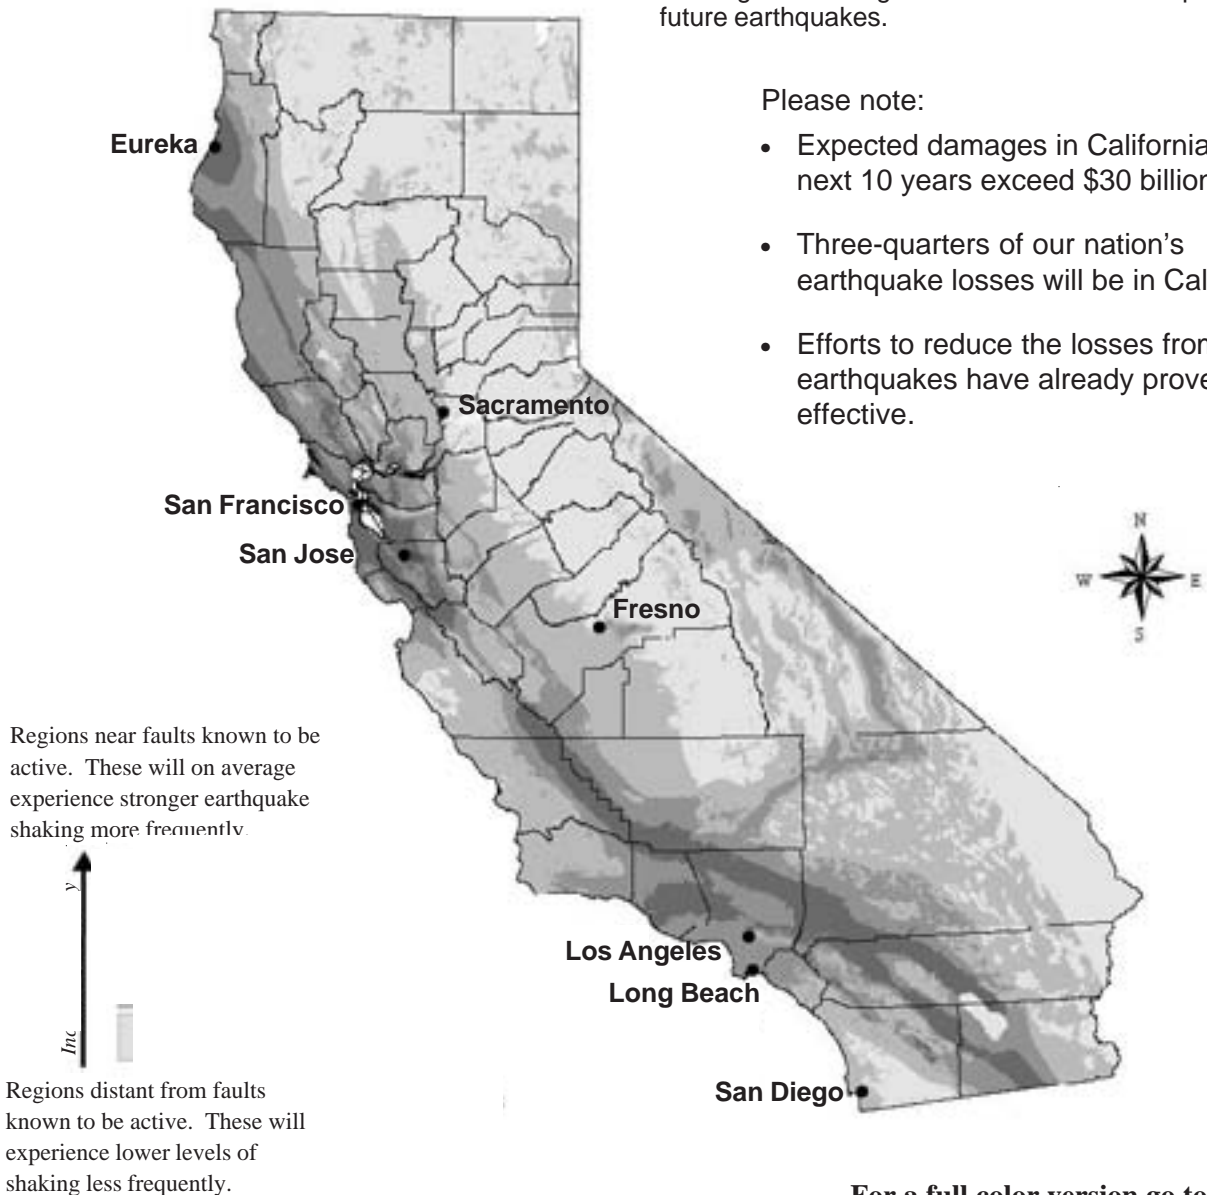 future earthquakes.
Please note:
• Expected damages in California
next 10 years exceed $30 billion
• Three-quarters of our nation’s
earthquake losses will be in Cal
• Efforts to reduce the losses from
earthquakes have already prove
effective.
Eureka
Sacramento
San Francisco
San Jose
Fresno
N
W E
S
Regions near faults known to be
active. These will on average
experience stronger earthquake
shaking more frequently.
y
Inc
Los Angeles
Long Beach
San Diego
Regions distant from faults
known to be active. These will
experience lower levels of
shaking less frequently.
For a full color version go to